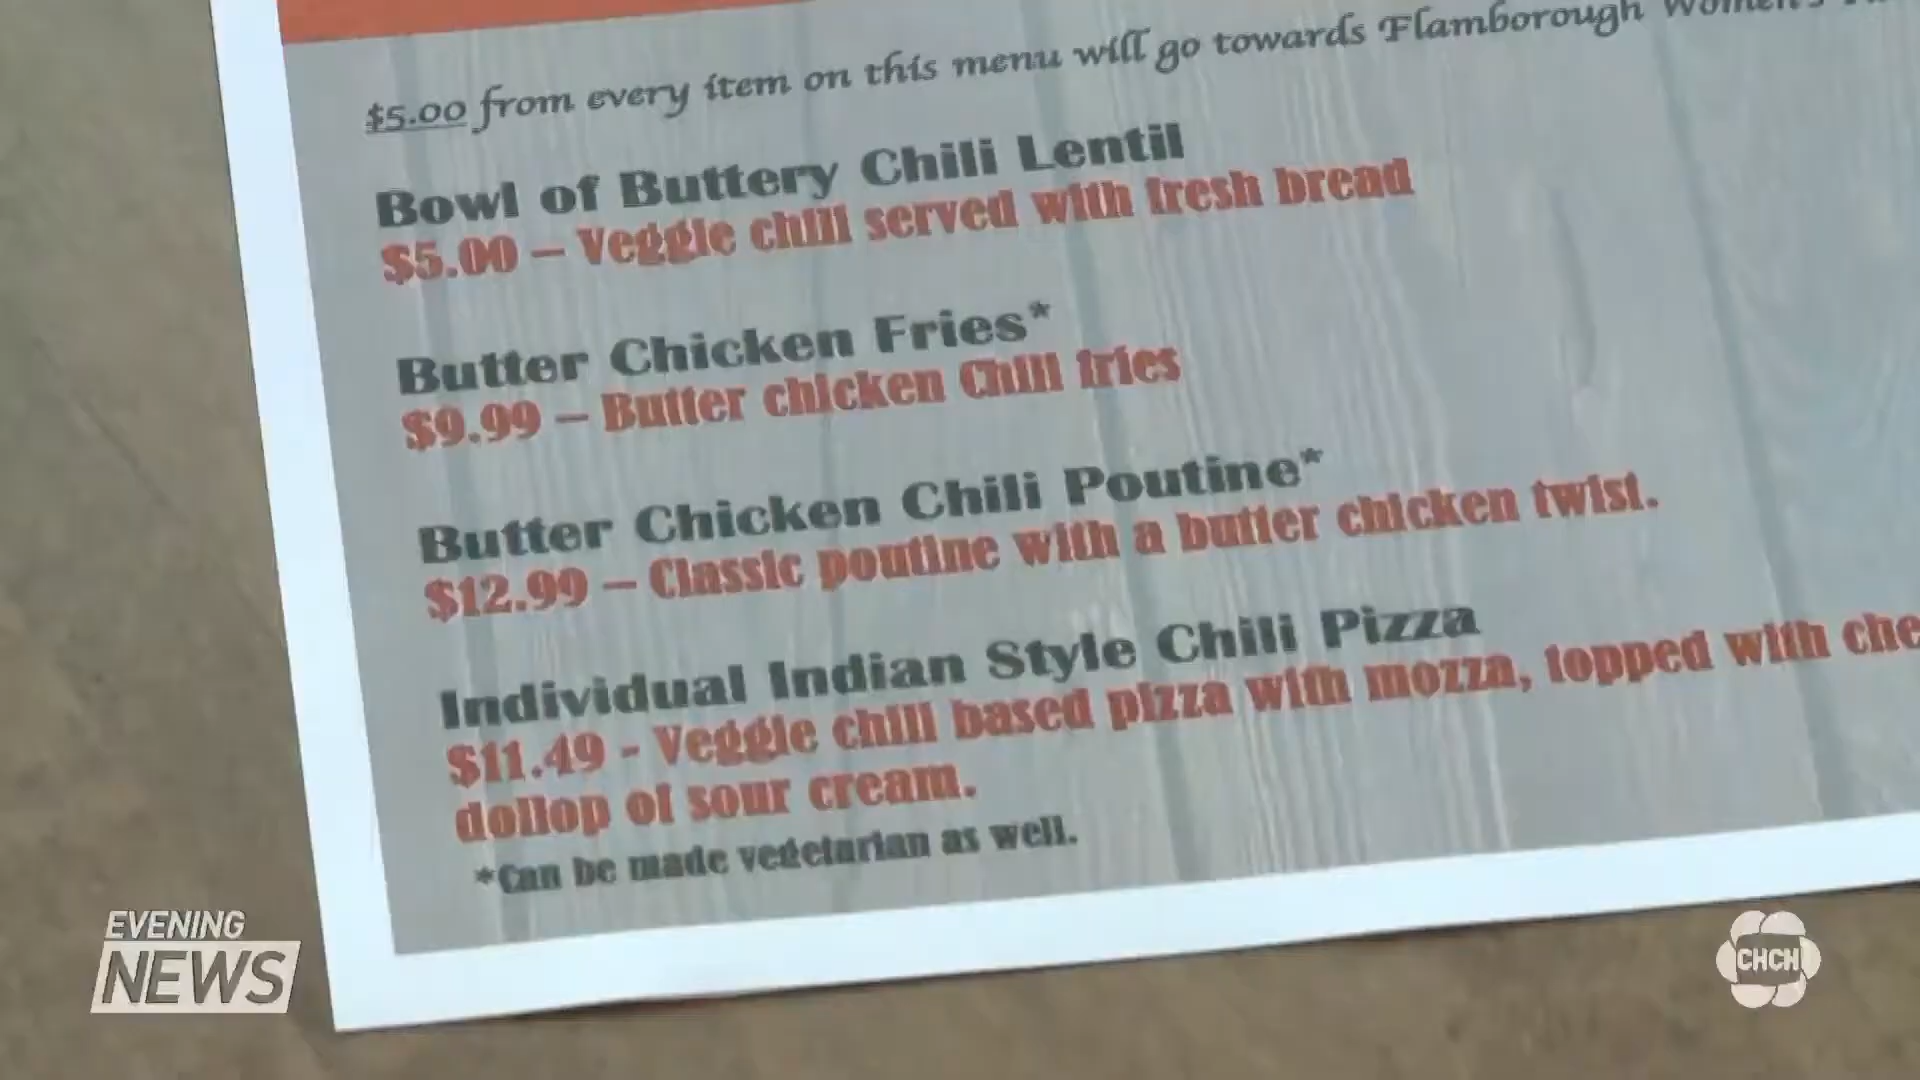 $5.00 from every item on this menu will go towards Flamborough Women's
Bowl of Buttery Chili Lentil
$5.00 – Veggie chili served with fresh bread
Butter Chicken Fries*
$9.99 – Butter chicken Chili fries
Butter Chicken Chili Poutine*
$12.99 – Classic poutine with a butter chicken twist.
Individual Indian Style Chili Pizza
$11.49 - Veggie chili based pizza with mozza, topped with che
dollop of sour cream.
*Can be made vegetarian as well.
EVENING
NEWS
CHCH